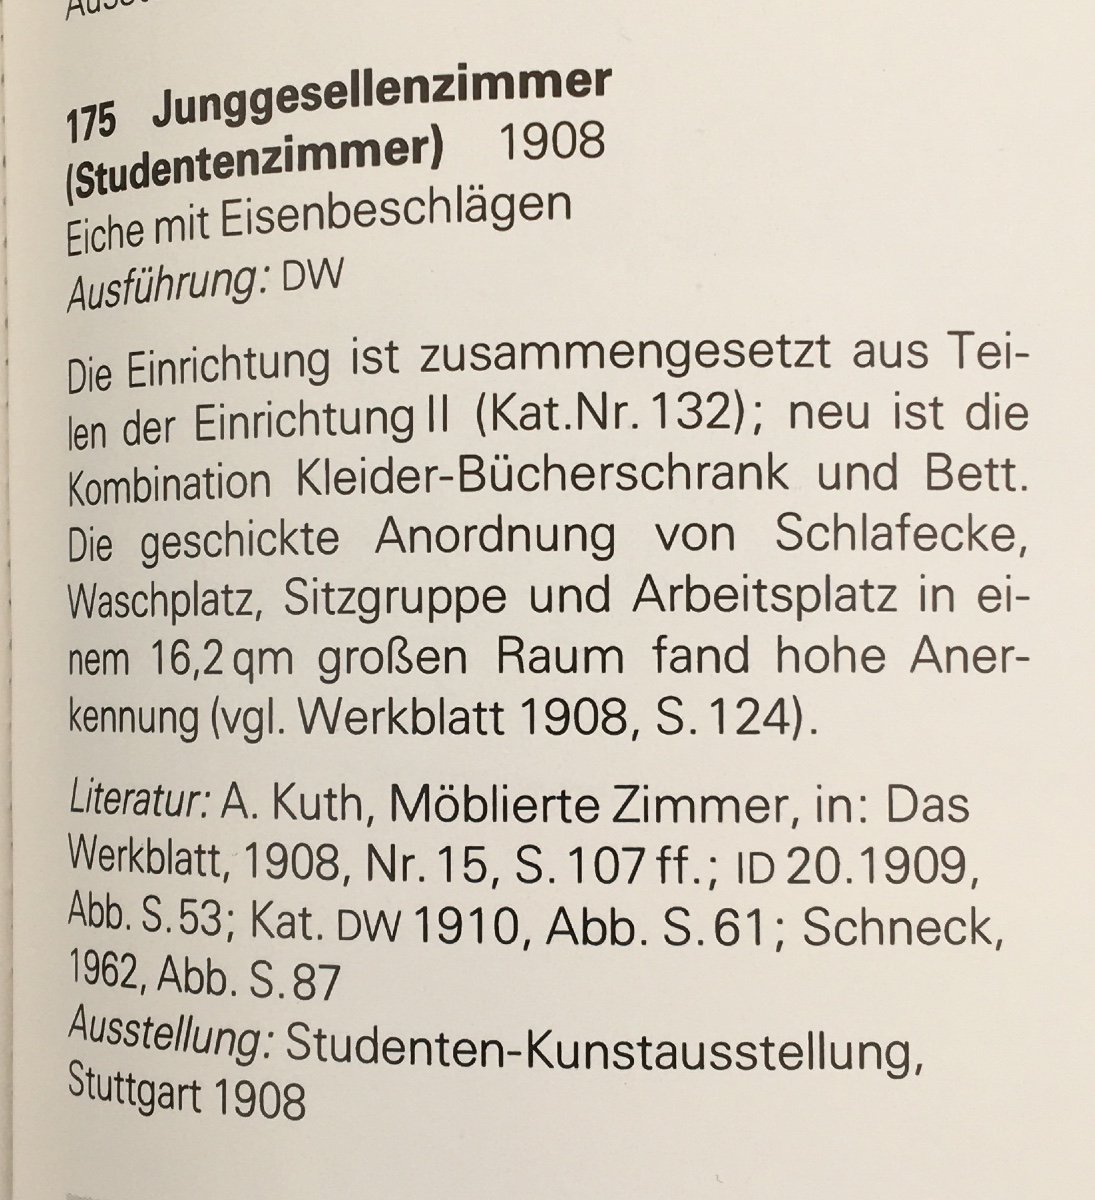 175 Junggesellenzimmer
(Studentenzimmer) 1908
Eiche mit Eisenbeschlägen
Ausführung: DW
Die Einrichtung ist zusammengesetzt aus Tei-
len der Einrichtung II (Kat.Nr. 132); neu ist die
Kombination Kleider-Bücherschrank und Bett.
Die geschickte Anordnung von Schlafecke,
Waschplatz, Sitzgruppe und Arbeitsplatz in ei-
nem 16,2 qm großen Raum fand hohe Aner-
kennung (vgl. Werkblatt 1908, S. 124).
Literatur: A. Kuth, Möblierte Zimmer, in: Das
Werkblatt, 1908, Nr. 15, S. 107 ff.; ID 20.1909,
Abb. S. 53; Kat. DW 1910, Abb. S. 61; Schneck,
1962, Abb. S. 87
Ausstellung: Studenten-Kunstausstellung,
Stuttgart 1908